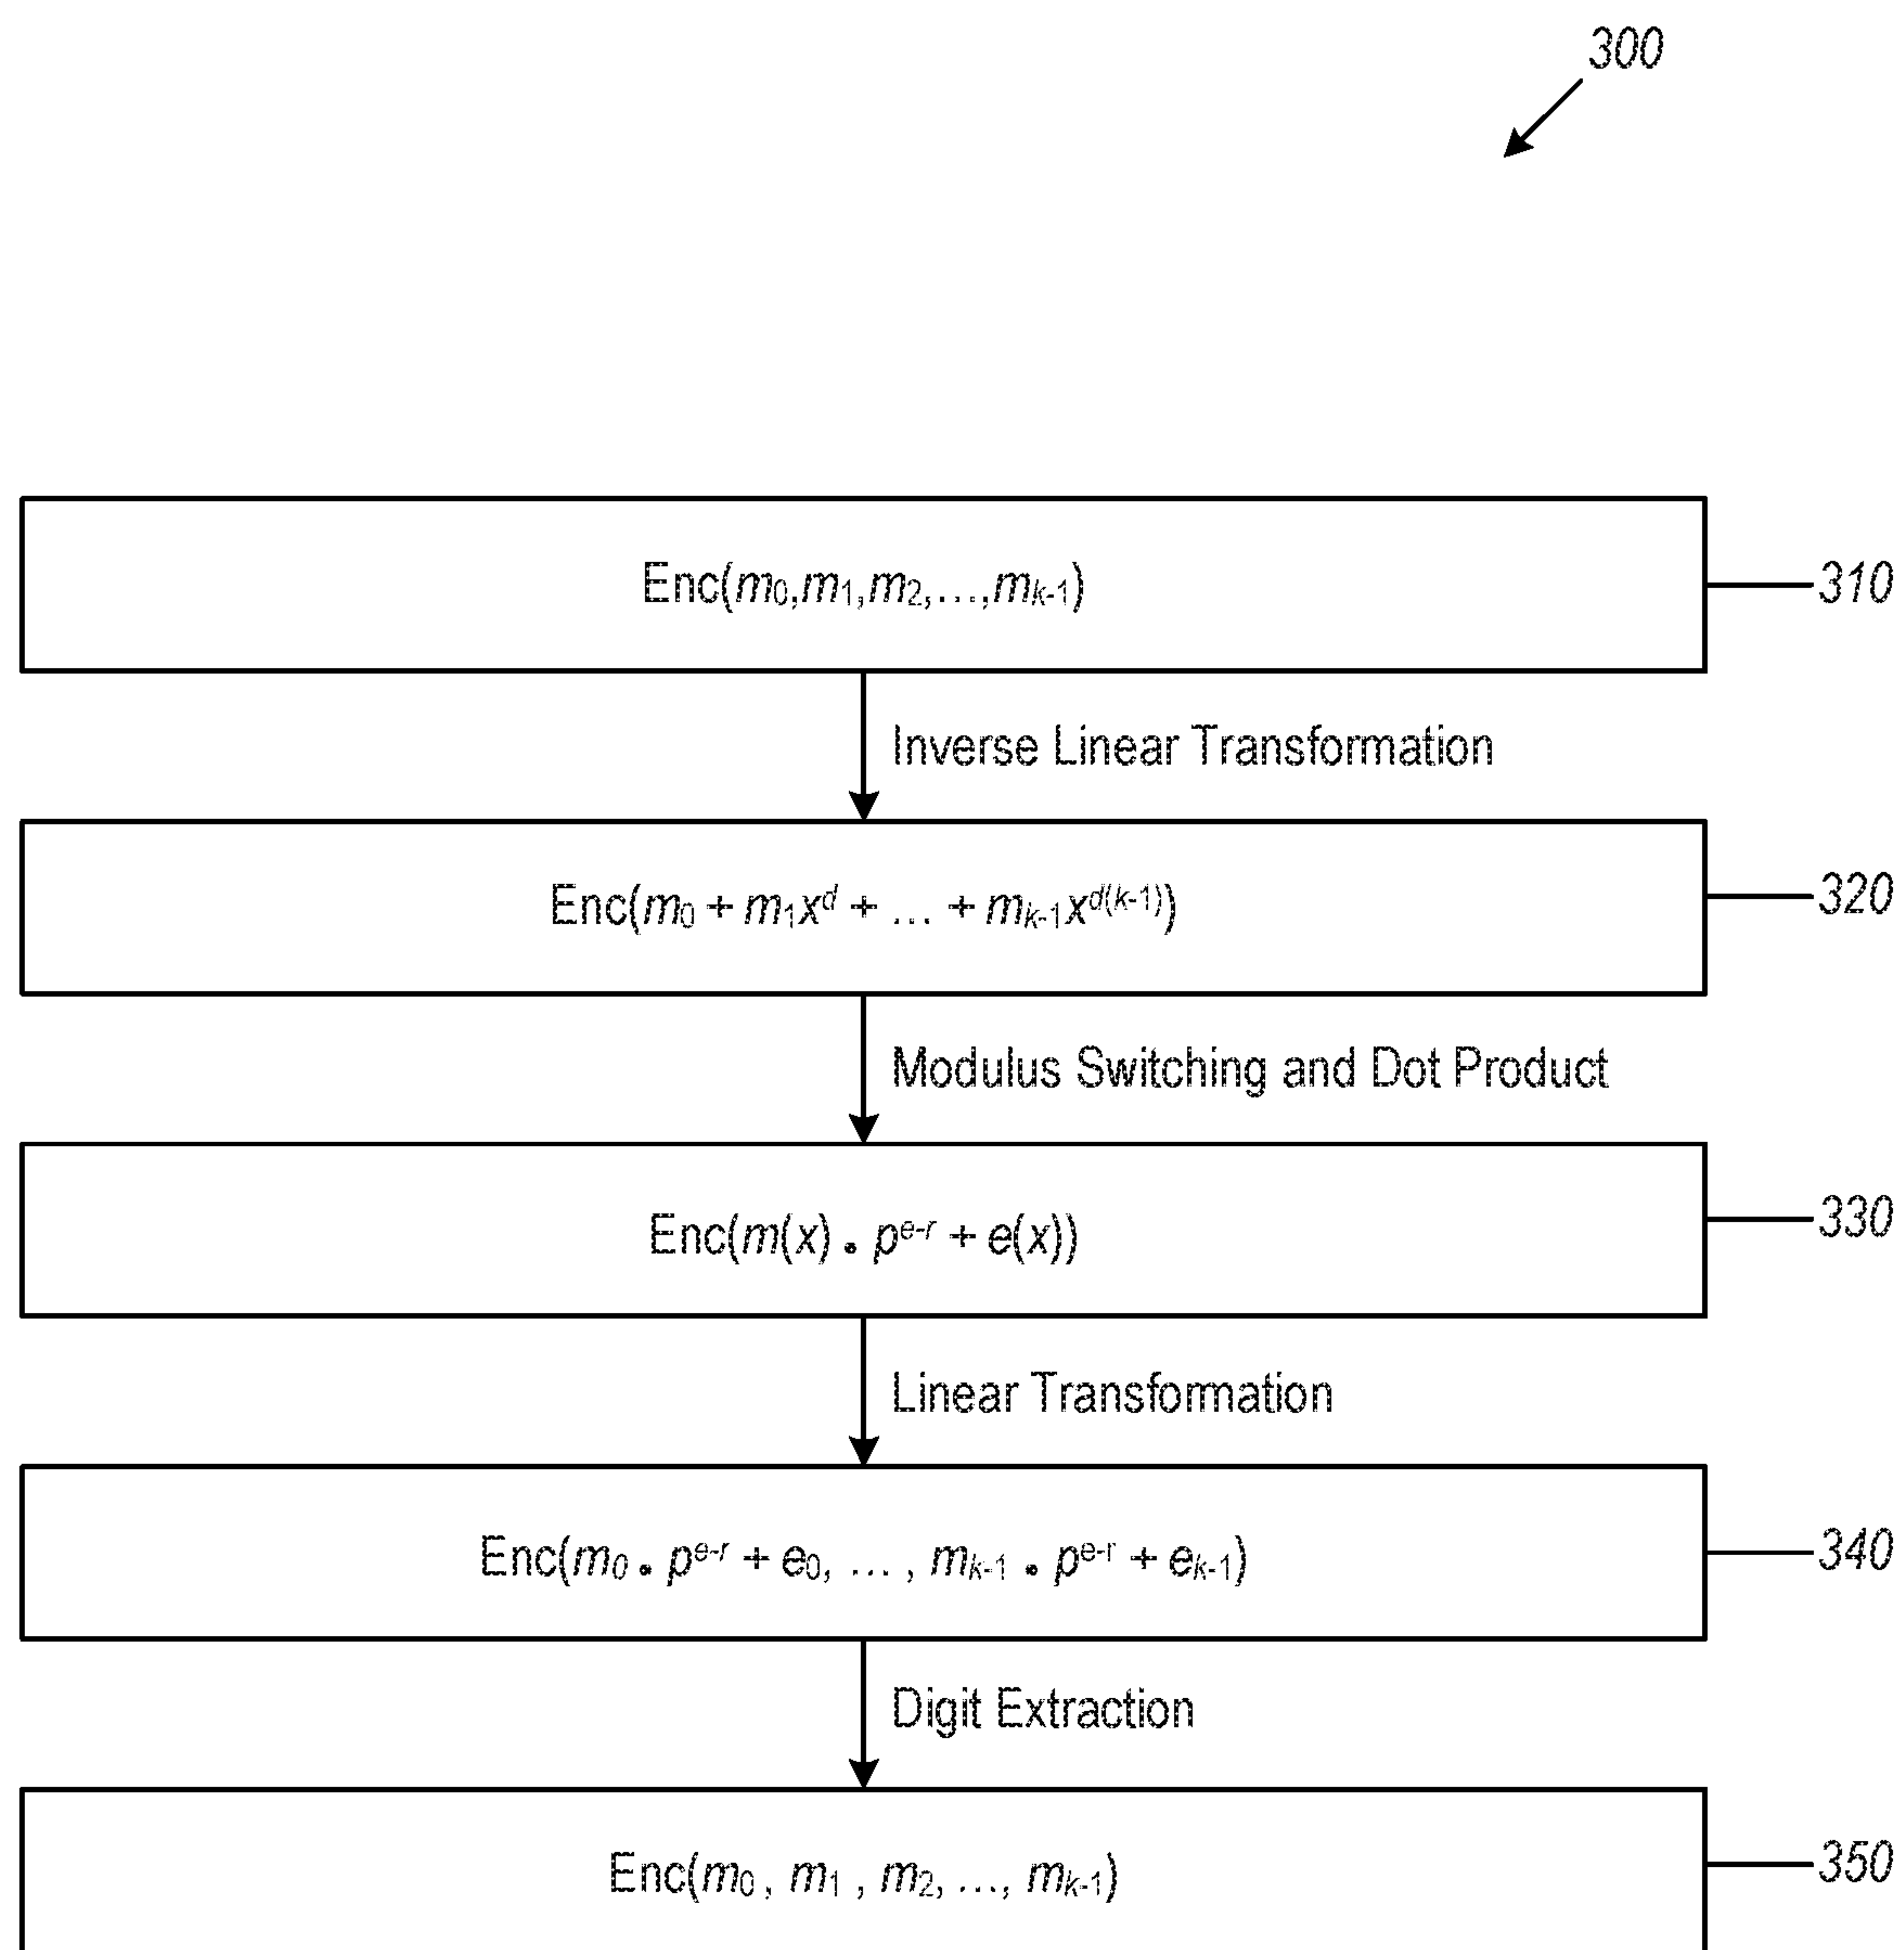 300
Enc(m₀,m₁,m₂,...,mₖ₋₁)
310
Inverse Linear Transformation
Enc(m₀ + m₁xᵈ + ... + mₖ₋₁xᵈ⁽ᵏ⁻¹⁾)
320
Modulus Switching and Dot Product
Enc(m(x) • pᵉ⁻ʳ + e(x))
330
Linear Transformation
Enc(m₀ • pᵉ⁻ʳ + e₀, ... , mₖ₋₁ • pᵉ⁻ʳ + eₖ₋₁)
340
Digit Extraction
Enc(m₀ , m₁ , m₂, ..., mₖ₋₁)
350